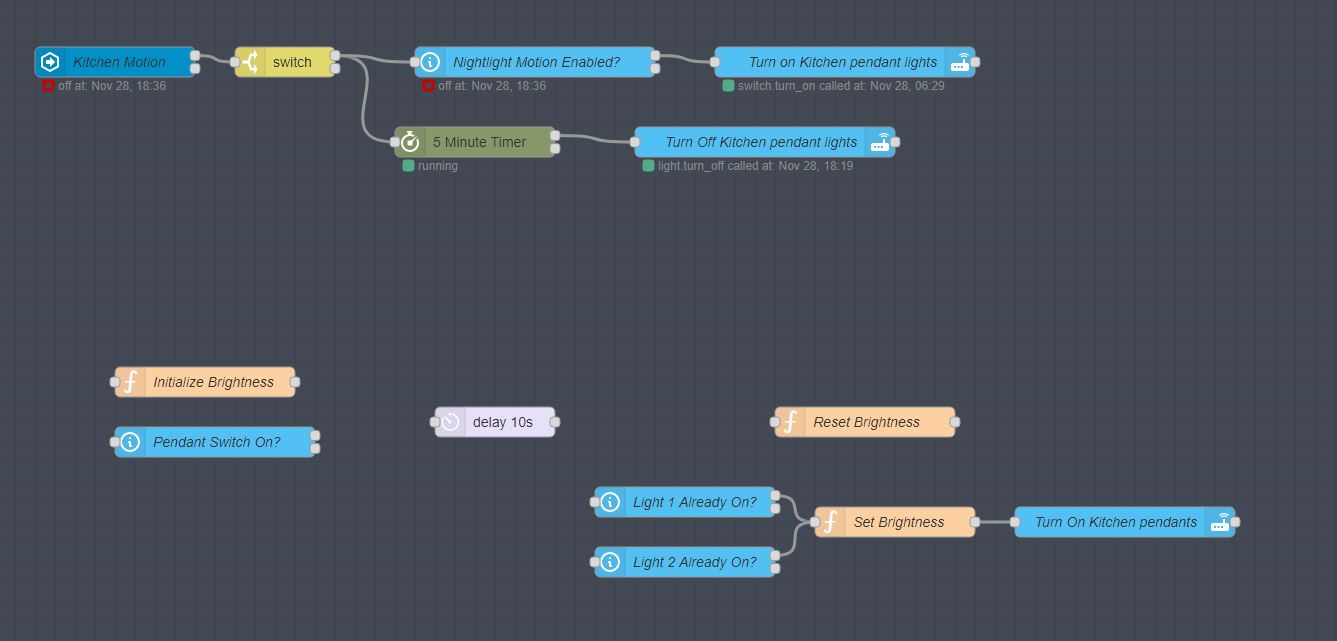 Kitchen Motion
switch
Nightlight Motion Enabled?
Turn on Kitchen pendant lights
off at: Nov 28, 18:36
off at: Nov 28, 18:36
switch.turn_on called at: Nov 28, 06:29
5 Minute Timer
Turn Off Kitchen pendant lights
running
light.turn_off called at: Nov 28, 18:19
Initialize Brightness
Pendant Switch On?
delay 10s
Reset Brightness
Light 1 Already On?
Set Brightness
Turn On Kitchen pendants
Light 2 Already On?